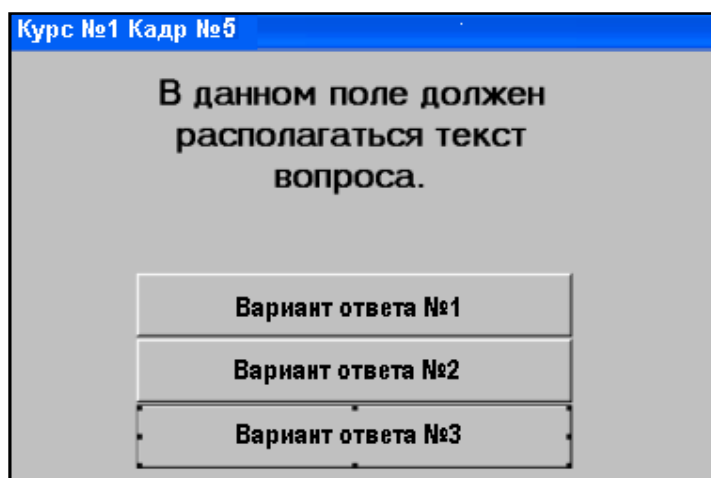 Курс №1 Кадр №5
В данном поле должен
располагаться текст
вопроса.
Вариант ответа №1
Вариант ответа №2
Вариант ответа №3